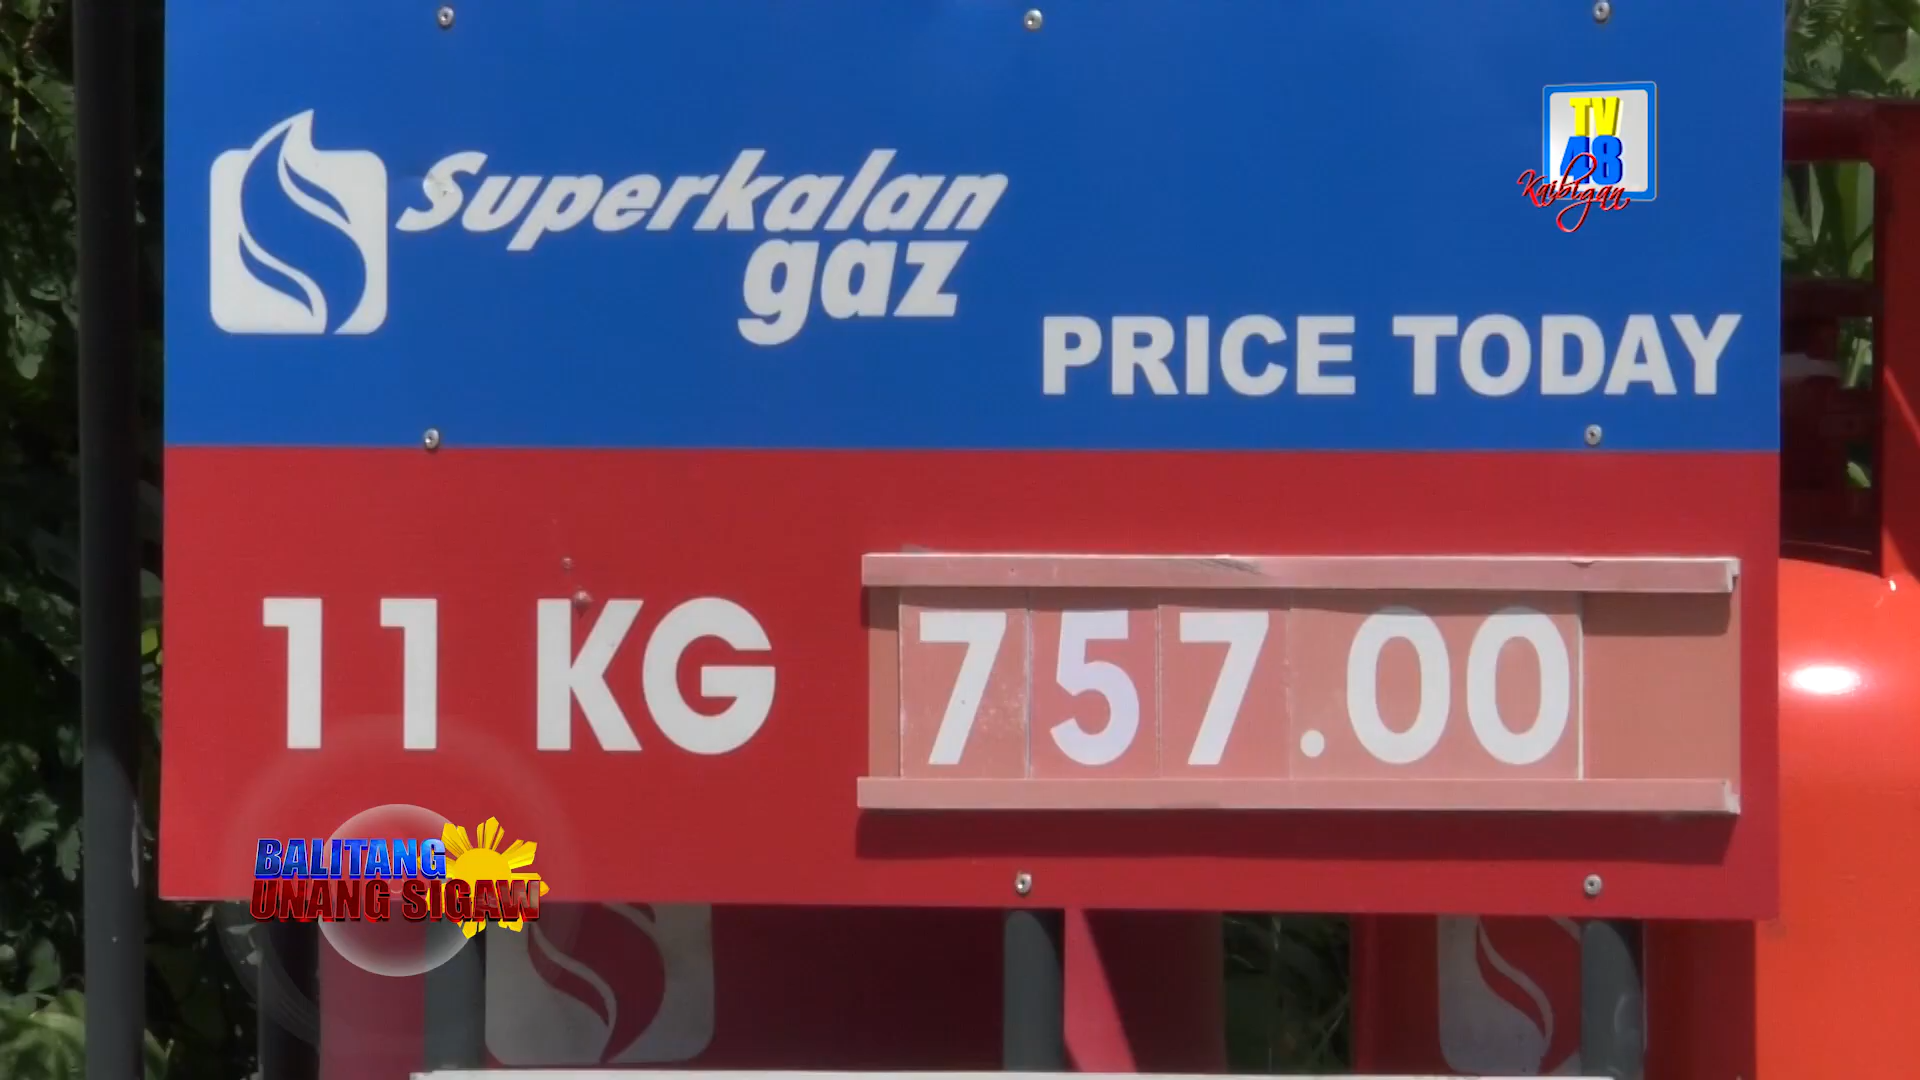 Superkalan
gaz
PRICE TODAY
TV
48
Kaibigan
11 KG 757.00
BALITANG
UNANG SIGAW